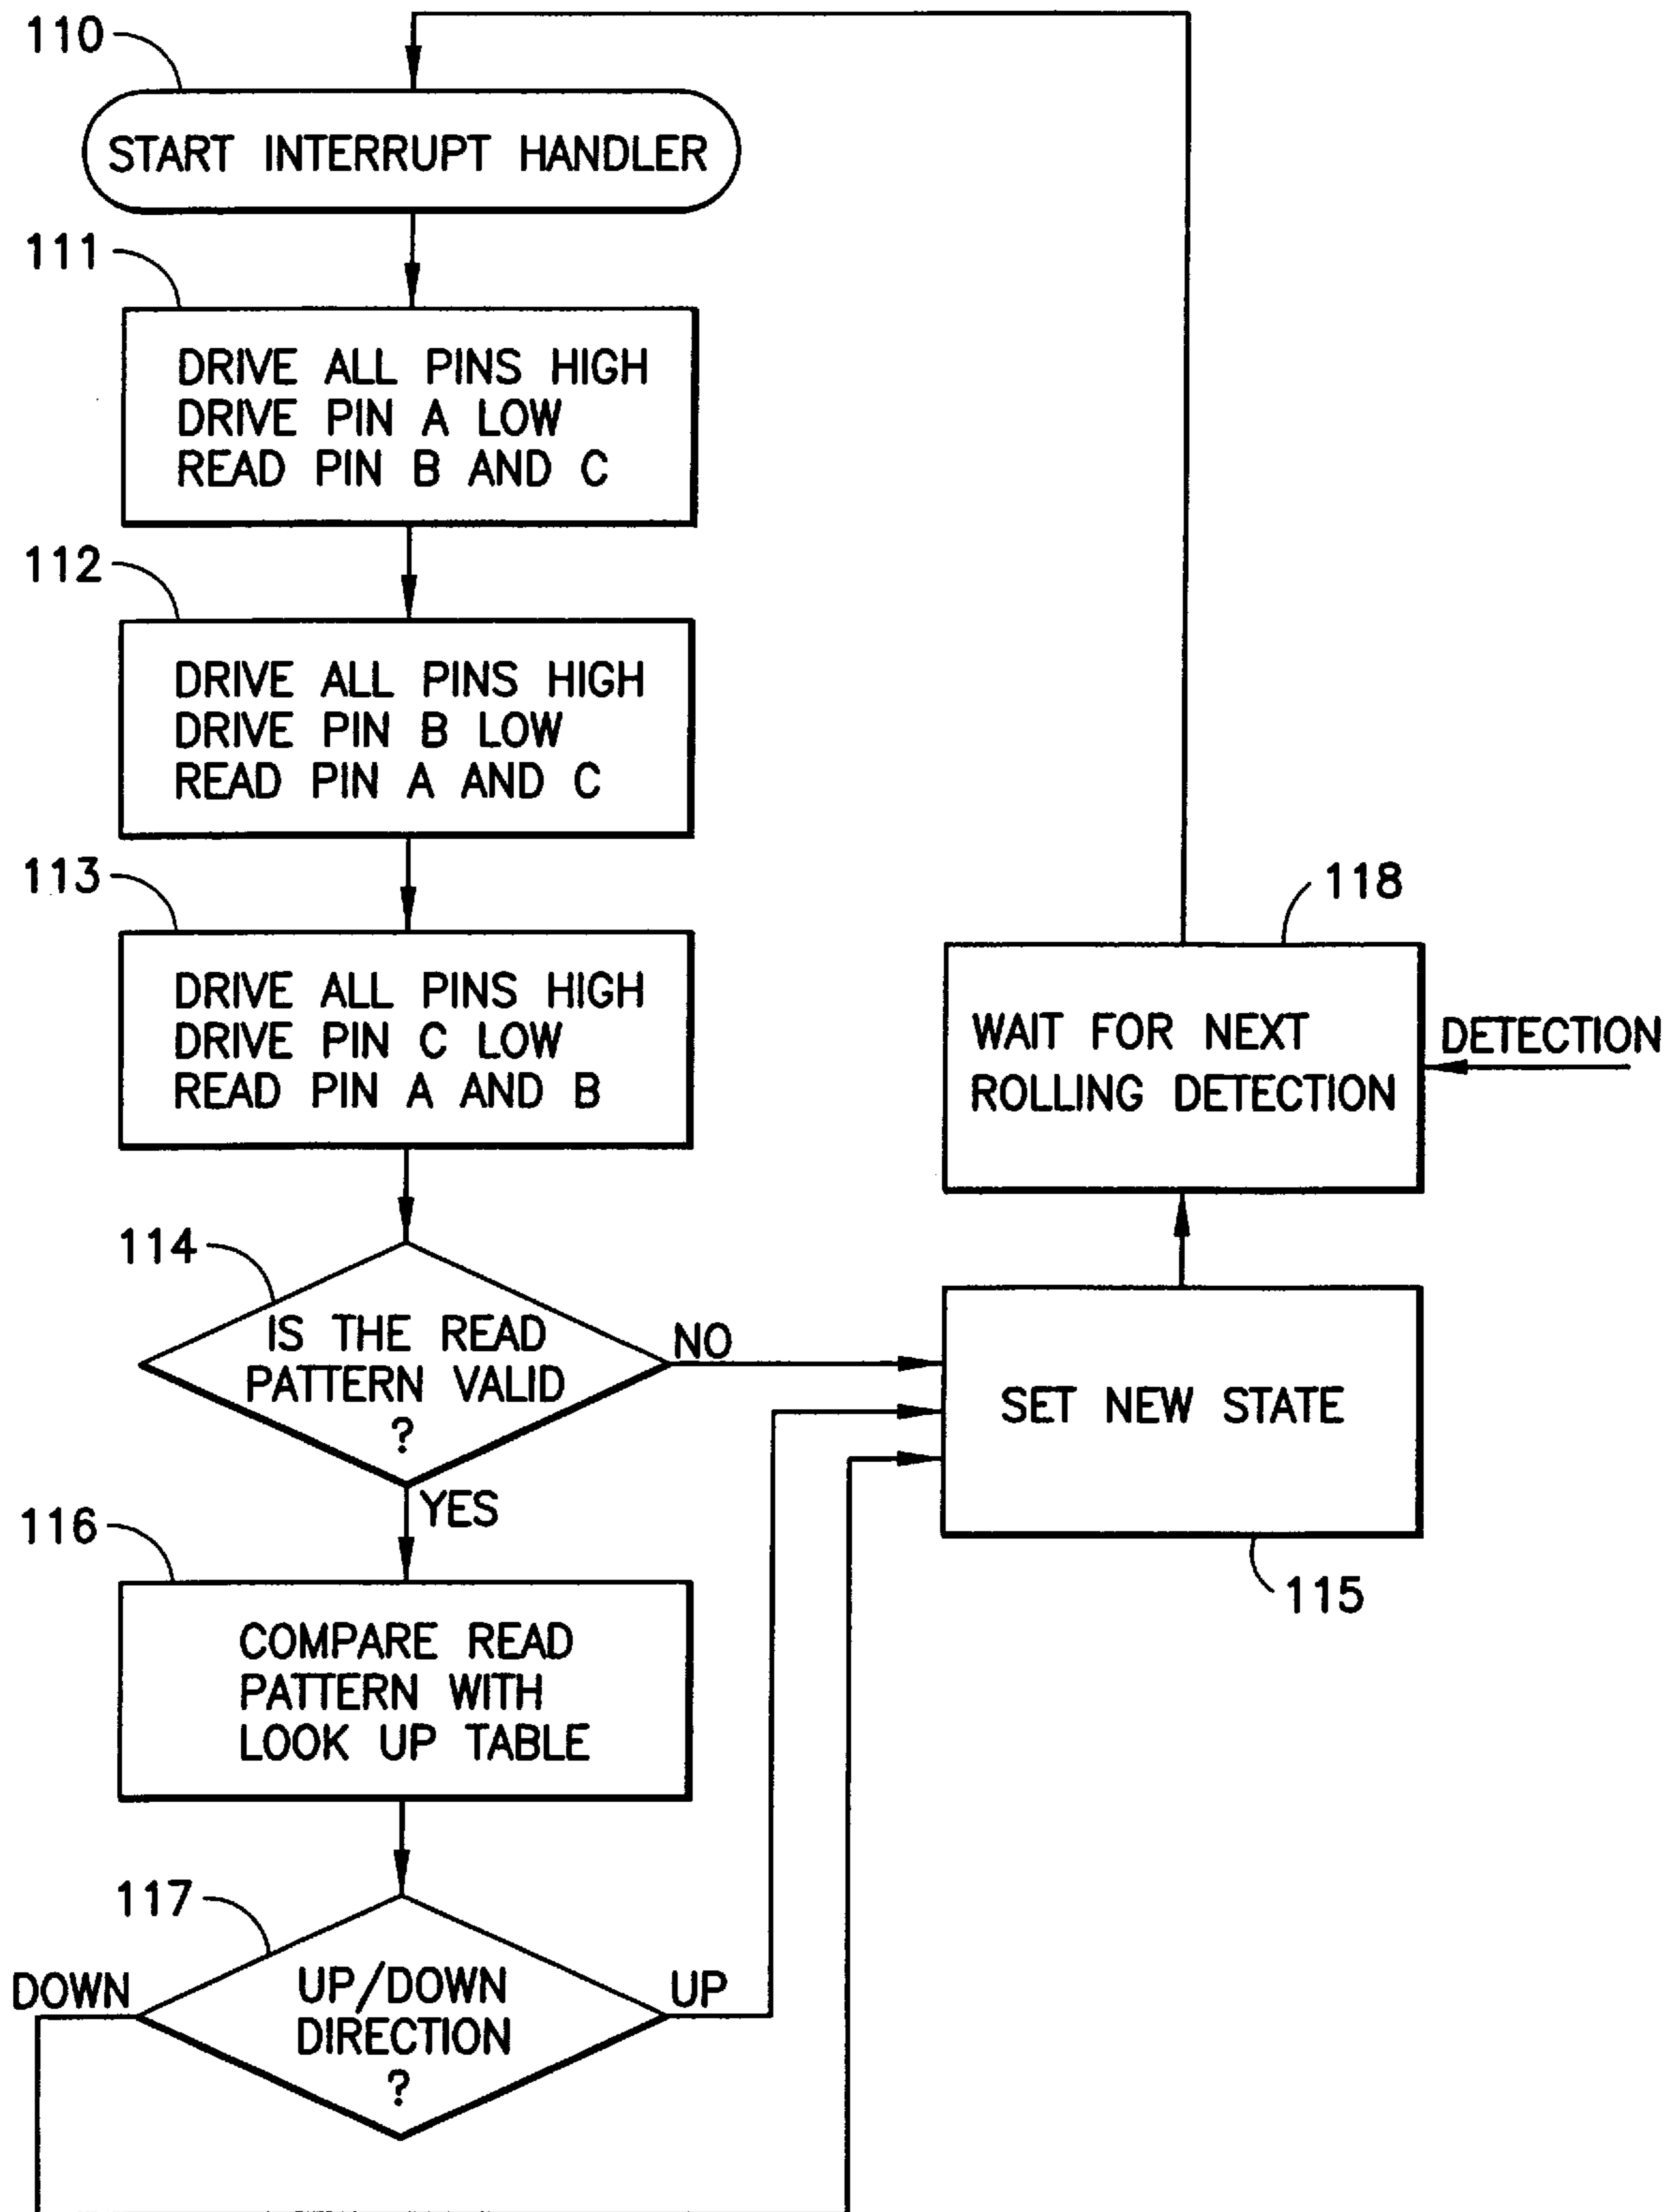 110
START INTERRUPT HANDLER
111
DRIVE ALL PINS HIGH
DRIVE PIN A LOW
READ PIN B AND C
112
DRIVE ALL PINS HIGH
DRIVE PIN B LOW
READ PIN A AND C
113
DRIVE ALL PINS HIGH
DRIVE PIN C LOW
READ PIN A AND B
118
WAIT FOR NEXT
ROLLING DETECTION
DETECTION
114
IS THE READ
PATTERN VALID
?
NO
YES
SET NEW STATE
115
116
COMPARE READ
PATTERN WITH
LOOK UP TABLE
117
UP/DOWN
DIRECTION
?
DOWN
UP